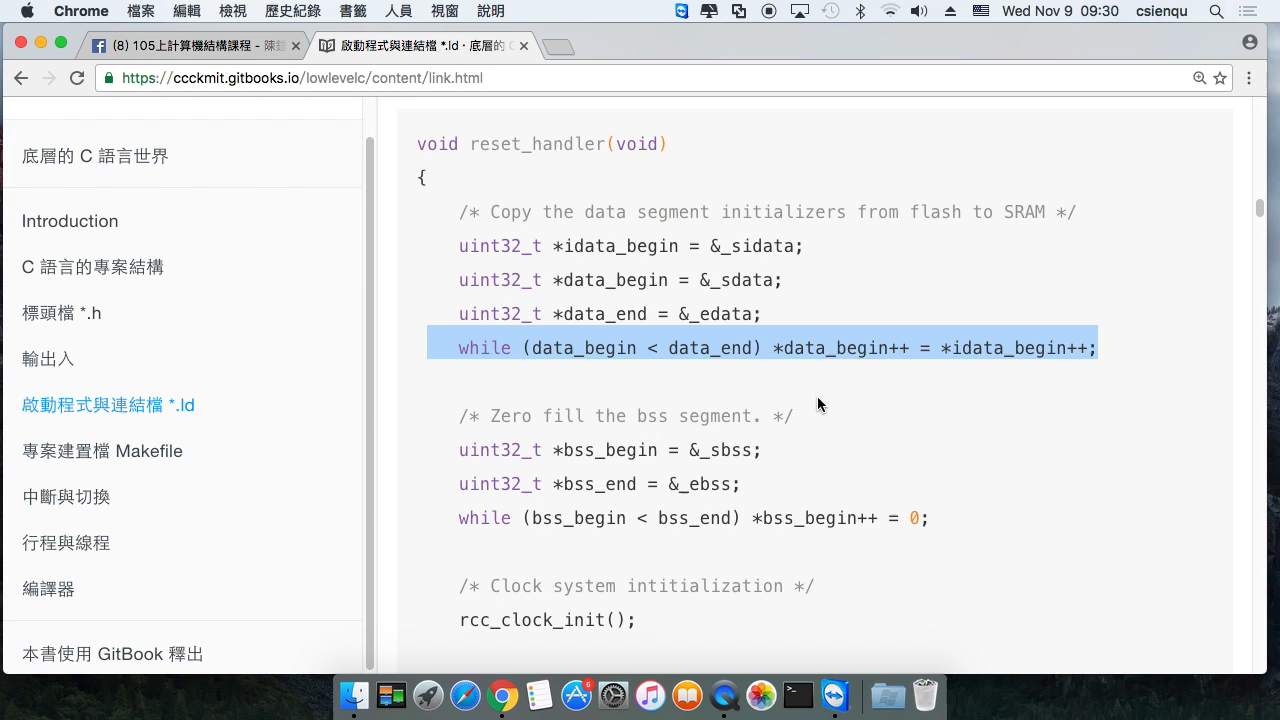 Chrome 檔案 編輯 檢視 歷史紀錄 書籤 人員 視窗 說明 Wed Nov 9 09:30 csienqu
(8) 105上計算機結構課程 - 陳鍾
啟動程式與連結檔 *.ld · 底層的 C
https://ccckmit.gitbooks.io/lowlevelc/content/link.html
底層的 C 語言世界
Introduction
C 語言的專案結構
標頭檔 *.h
輸出入
啟動程式與連結檔 *.ld
專案建置檔 Makefile
中斷與切換
行程與線程
編譯器
本書使用 GitBook 釋出
void reset_handler(void)
{
/* Copy the data segment initializers from flash to SRAM */
uint32_t *idata_begin = &_sidata;
uint32_t *data_begin = &_sdata;
uint32_t *data_end = &_edata;
while (data_begin < data_end) *data_begin++ = *idata_begin++;
/* Zero fill the bss segment. */
uint32_t *bss_begin = &_sbss;
uint32_t *bss_end = &_ebss;
while (bss_begin < bss_end) *bss_begin++ = 0;
/* Clock system intitialization */
rcc_clock_init();
6